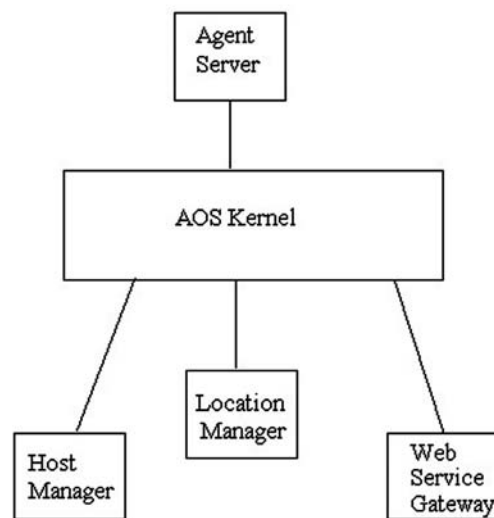 Agent
Server
AOS Kernel
Location
Manager
Host
Manager
Web
Service
Gateway